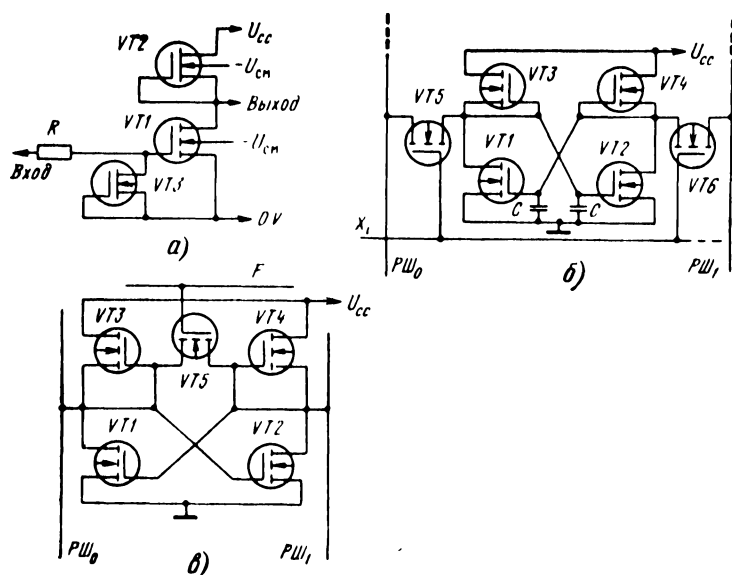 VT2
Ucc
-Uсм
Выход
VT1
-Uсм
R
Вход
VT3
0V
а)
Ucc
VT5
VT3
VT4
VT1
VT2
VT6
C
C
X₁
РШ₀
РШ₁
б)
F
Ucc
VT3
VT4
VT5
VT1
VT2
РШ₀
РШ₁
в)